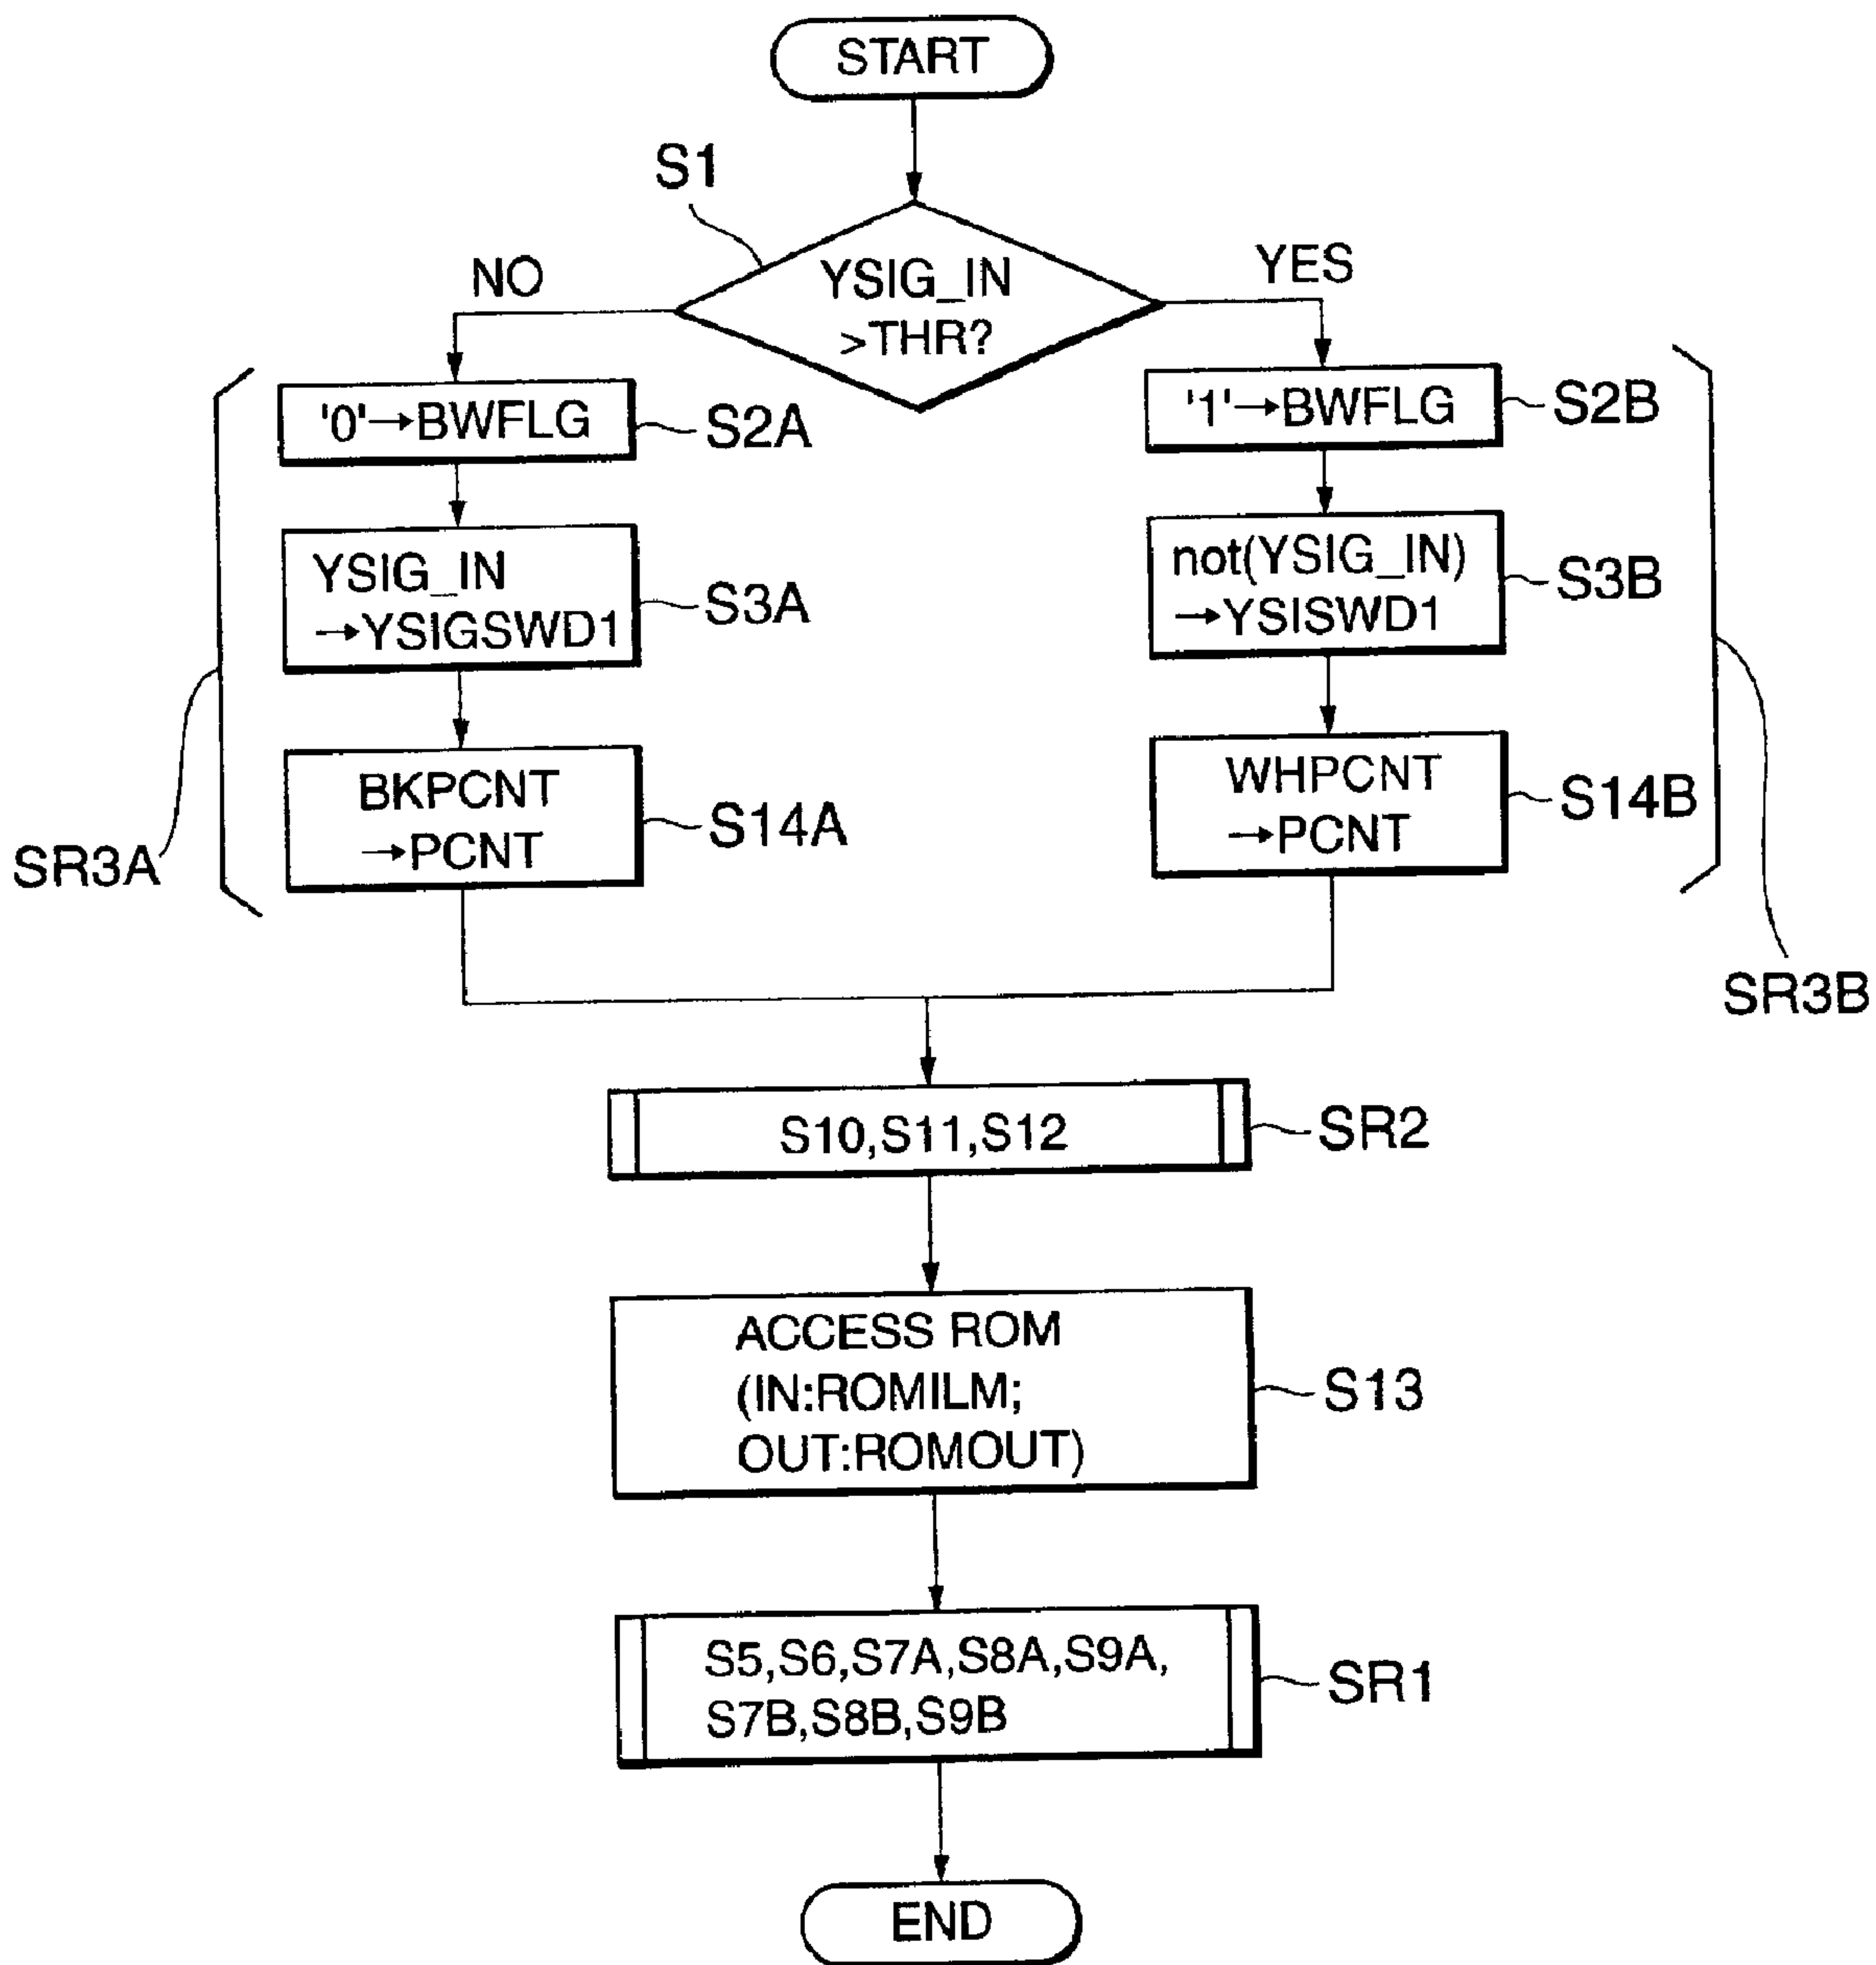 START
S1
NO
YSIG_IN
>THR?
YES
'0'→BWFLG
S2A
'1'→BWFLG
S2B
YSIG_IN
→YSIGSWD1
S3A
not(YSIG_IN)
→YSISWD1
S3B
BKPCNT
→PCNT
S14A
WHPCNT
→PCNT
S14B
SR3A
SR3B
S10,S11,S12
SR2
ACCESS ROM
(IN:ROMILM;
OUT:ROMOUT)
S13
S5,S6,S7A,S8A,S9A,
S7B,S8B,S9B
SR1
END